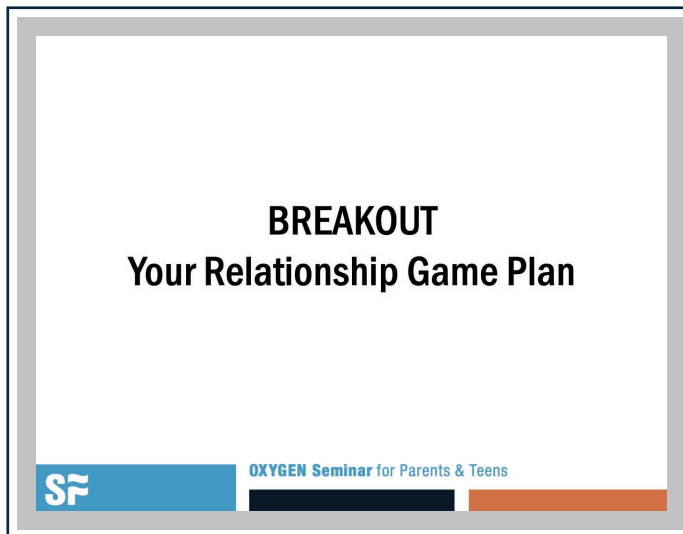 BREAKOUT
Your Relationship Game Plan
OXYGEN Seminar for Parents & Teens
SF